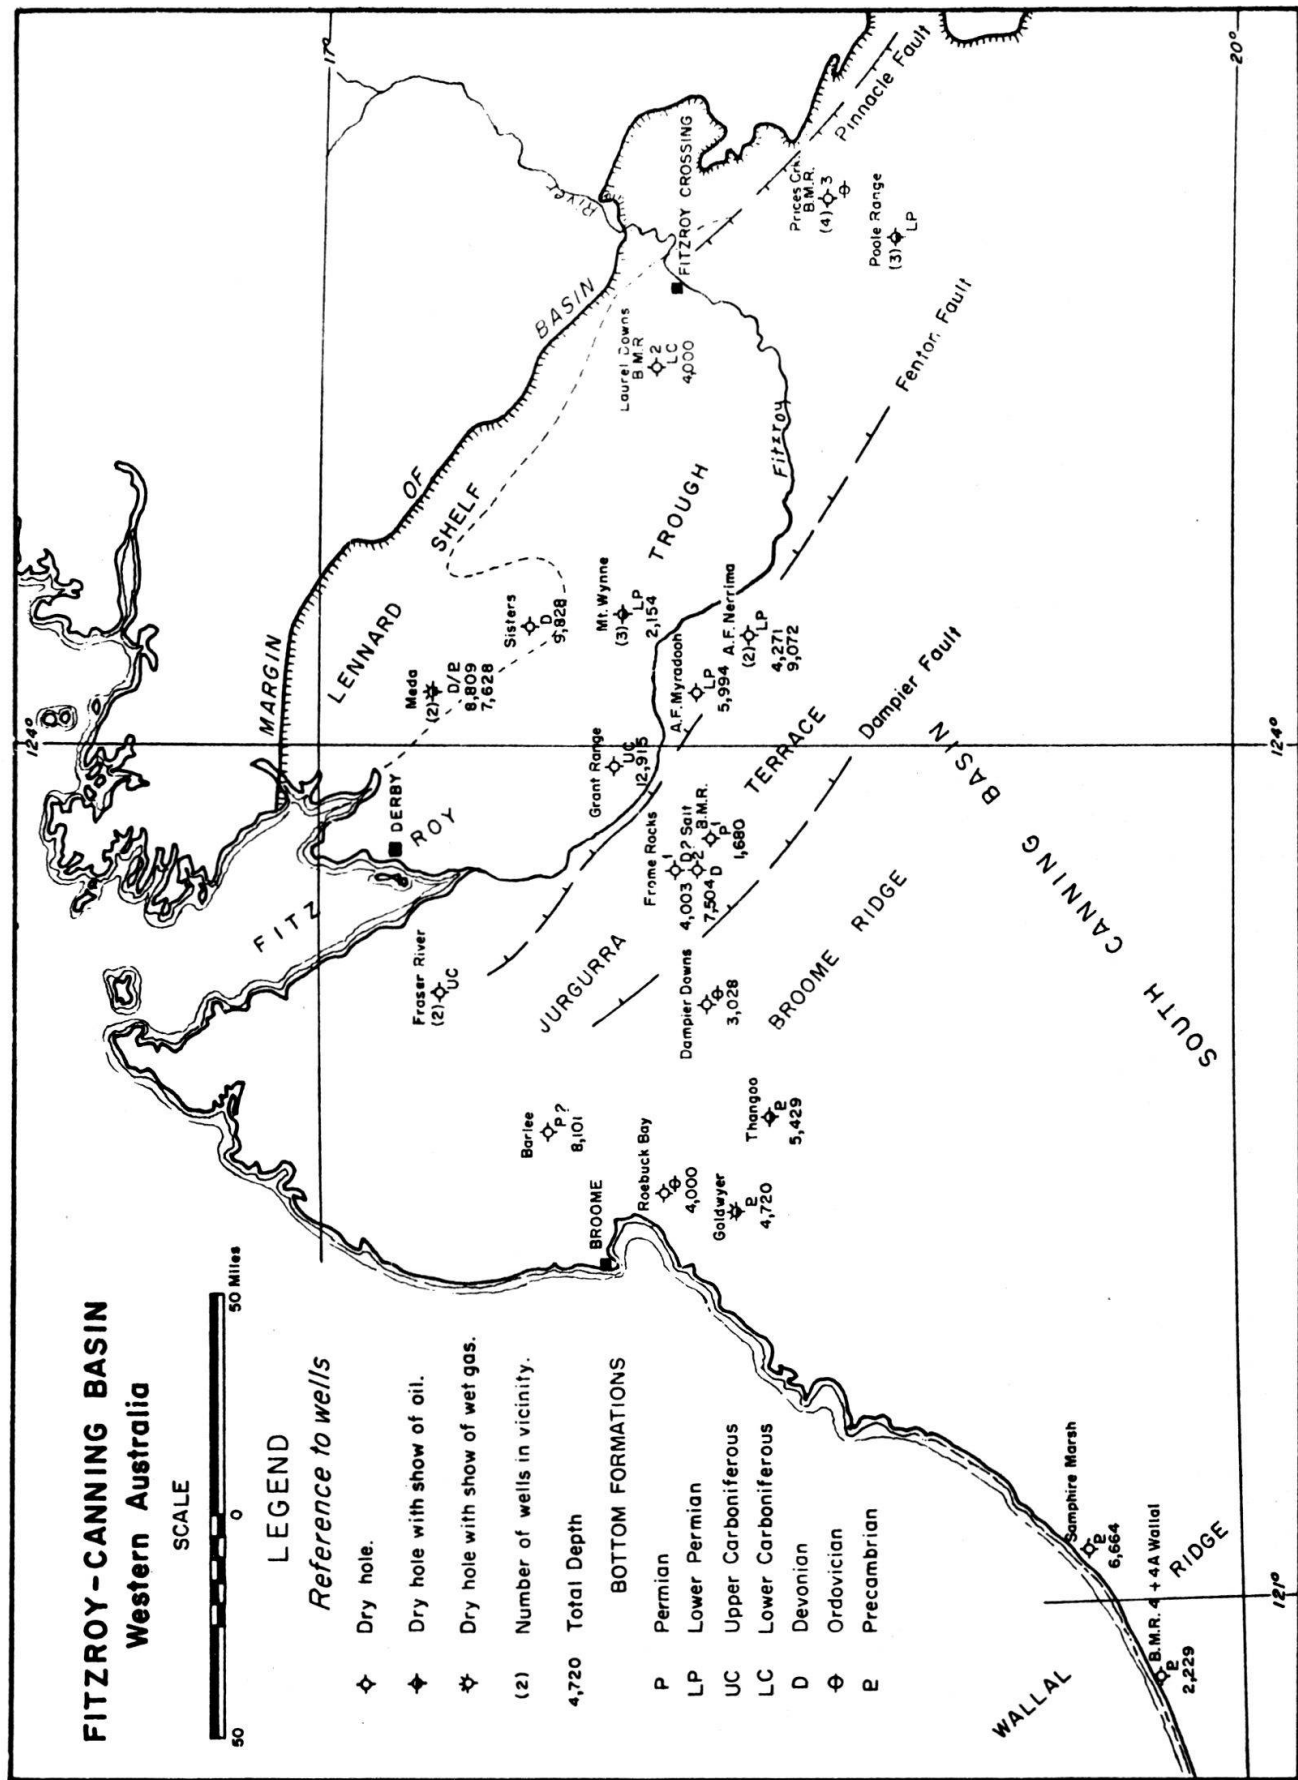 FITZROY-CANNING BASIN
Western Australia
SCALE
50
0
50 Miles
LEGEND
Reference to wells
Dry hole.
Dry hole with show of oil.
Dry hole with show of wet gas.
(2) Number of wells in vicinity.
4,720 Total Depth
BOTTOM FORMATIONS
P Permian
LP Lower Permian
UC Upper Carboniferous
LC Lower Carboniferous
D Devonian
Ordovician
Precambrian
124°
17°
20°
124°
121°
MARGIN
OF
BASIN
LENNARD
SHELF
FITZ
ROY
TROUGH
DERBY
River
Fitzroy
FITZROY CROSSING
Pinnacle Fault
Fenton Fault
Dampier Fault
JURGURRA
TERRACE
BROOME RIDGE
SOUTH CANNING BASIN
WALLAL
RIDGE
BROOME
Meda
(2)
D/P
8,809
7,628
Sisters
D
9,828
Mt. Wynne
(3)
LP
2,154
Laurel Downs
B.M.R
2
LC
4,000
Prices Crk
B.M.R.
(4) 3
Poole Range
(3)
LP
A.F. Nerrima
(2)
LP
4,271
9,072
A.F. Myradoah
LP
5,994
Grant Range
UC
12,915
Frome Rocks
1
4,003 D? Salt
2
7,504 D
B.M.R.
1
P
1,680
Fraser River
(2)
UC
Dampier Downs
3,028
Barlee
P?
8,101
Roebuck Bay
4,000
Goldwyer
P
4,720
Thangoo
P
5,429
Samphire Marsh
P
6,664
B.M.R. 4 + 4A Wallal
P
2,229